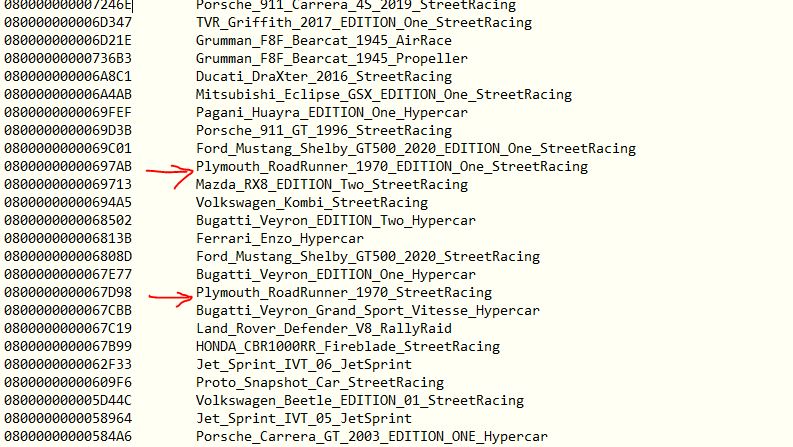 080000000007246E Porsche_911_Carrera_4S_2019_StreetRacing
080000000006D347 TVR_Griffith_2017_EDITION_One_StreetRacing
080000000006D21E Grumman_F8F_Bearcat_1945_AirRace
08000000000736B3 Grumman_F8F_Bearcat_1945_Propeller
080000000006A8C1 Ducati_DraXter_2016_StreetRacing
080000000006A4AB Mitsubishi_Eclipse_GSX_EDITION_One_StreetRacing
0800000000069FEF Pagani_Huayra_EDITION_One_Hypercar
0800000000069D3B Porsche_911_GT_1996_StreetRacing
0800000000069C01 Ford_Mustang_Shelby_GT500_2020_EDITION_One_StreetRacing
08000000000697AB Plymouth_RoadRunner_1970_EDITION_One_StreetRacing
0800000000069713 Mazda_RX8_EDITION_Two_StreetRacing
08000000000694A5 Volkswagen_Kombi_StreetRacing
0800000000068502 Bugatti_Veyron_EDITION_Two_Hypercar
080000000006813B Ferrari_Enzo_Hypercar
080000000006808D Ford_Mustang_Shelby_GT500_2020_StreetRacing
0800000000067E77 Bugatti_Veyron_EDITION_One_Hypercar
0800000000067D98 Plymouth_RoadRunner_1970_StreetRacing
0800000000067CBB Bugatti_Veyron_Grand_Sport_Vitesse_Hypercar
0800000000067C19 Land_Rover_Defender_V8_RallyRaid
0800000000067B99 HONDA_CBR1000RR_Fireblade_StreetRacing
0800000000062F33 Jet_Sprint_IVT_06_JetSprint
08000000000609F6 Proto_Snapshot_Car_StreetRacing
080000000005D44C Volkswagen_Beetle_EDITION_01_StreetRacing
0800000000058964 Jet_Sprint_IVT_05_JetSprint
08000000000584A6 Porsche_Carrera_GT_2003_EDITION_ONE_Hypercar